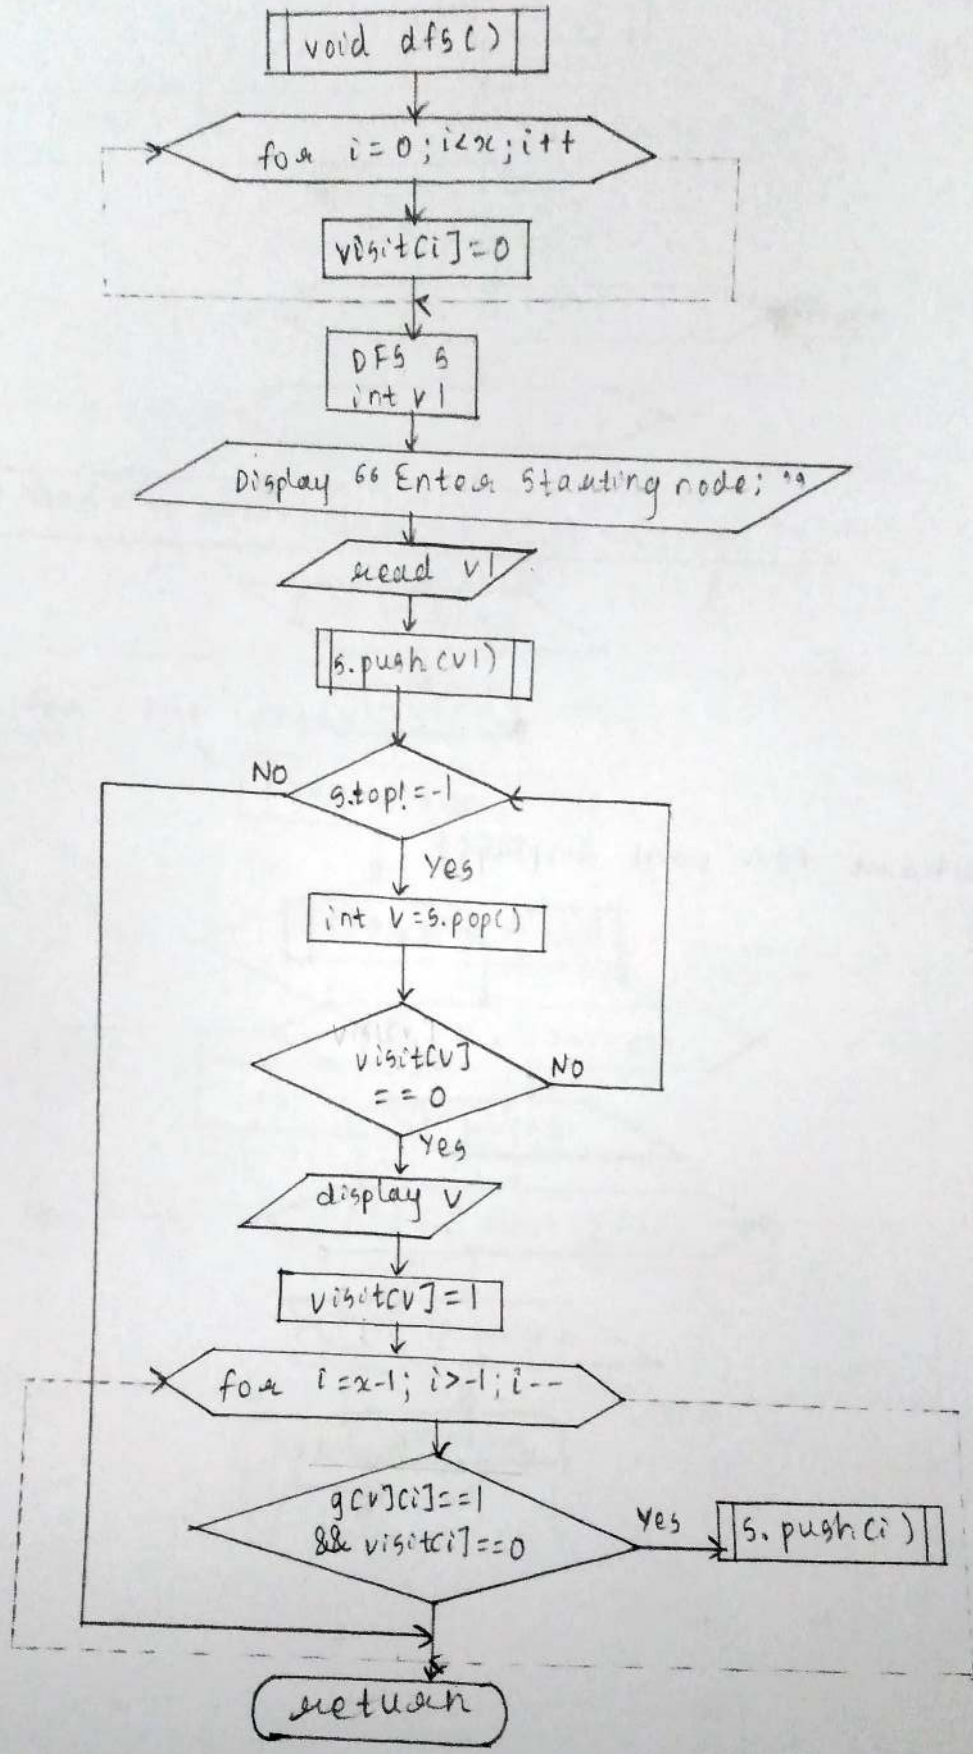 void dfs()
for i=0; i<x; i++
visit[i]=0
DFS s
int v1
Display "Enter Starting node: "
read v1
s.push(v1)
NO
s.top!=-1
Yes
int v=s.pop()
visit[v]
==0
NO
Yes
display v
visit[v]=1
for i=x-1; i>-1; i--
g[v][i]==1
&& visit[i]==0
Yes
s.push(i)
return